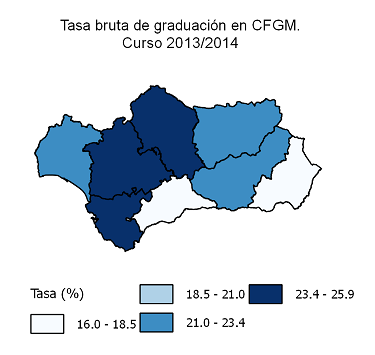 Tasa bruta de graduación en CFGM.
Curso 2013/2014
Tasa (%)
18.5 - 21.0
23.4 - 25.9
16.0 - 18.5
21.0 - 23.4